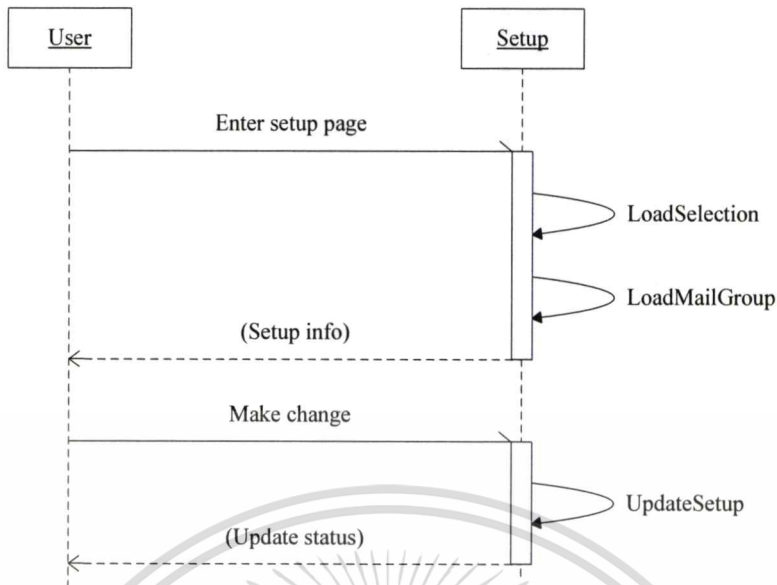 User
Setup
Enter setup page
LoadSelection
LoadMailGroup
(Setup info)
Make change
UpdateSetup
(Update status)